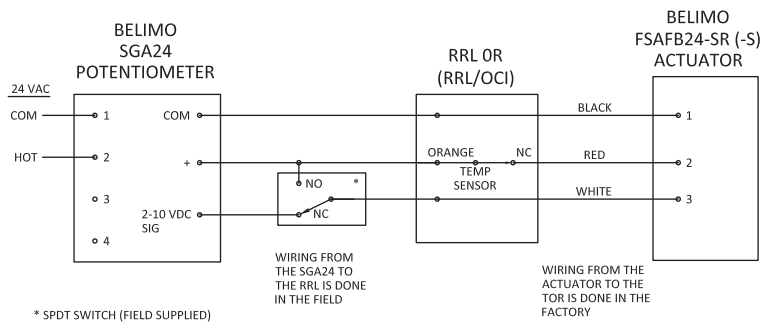 BELIMO
SGA24
POTENTIOMETER
24 VAC
COM
HOT
1
2
3
4
COM
+
2-10 VDC
SIG
NO
*
NC
WIRING FROM
THE SGA24 TO
THE RRL IS DONE
IN THE FIELD
RRL 0R
(RRL/OCI)
ORANGE
NC
TEMP
SENSOR
BLACK
RED
WHITE
BELIMO
FSAFB24-SR (-S)
ACTUATOR
1
2
3
WIRING FROM THE
ACTUATOR TO THE
TOR IS DONE IN THE
FACTORY
* SPDT SWITCH (FIELD SUPPLIED)